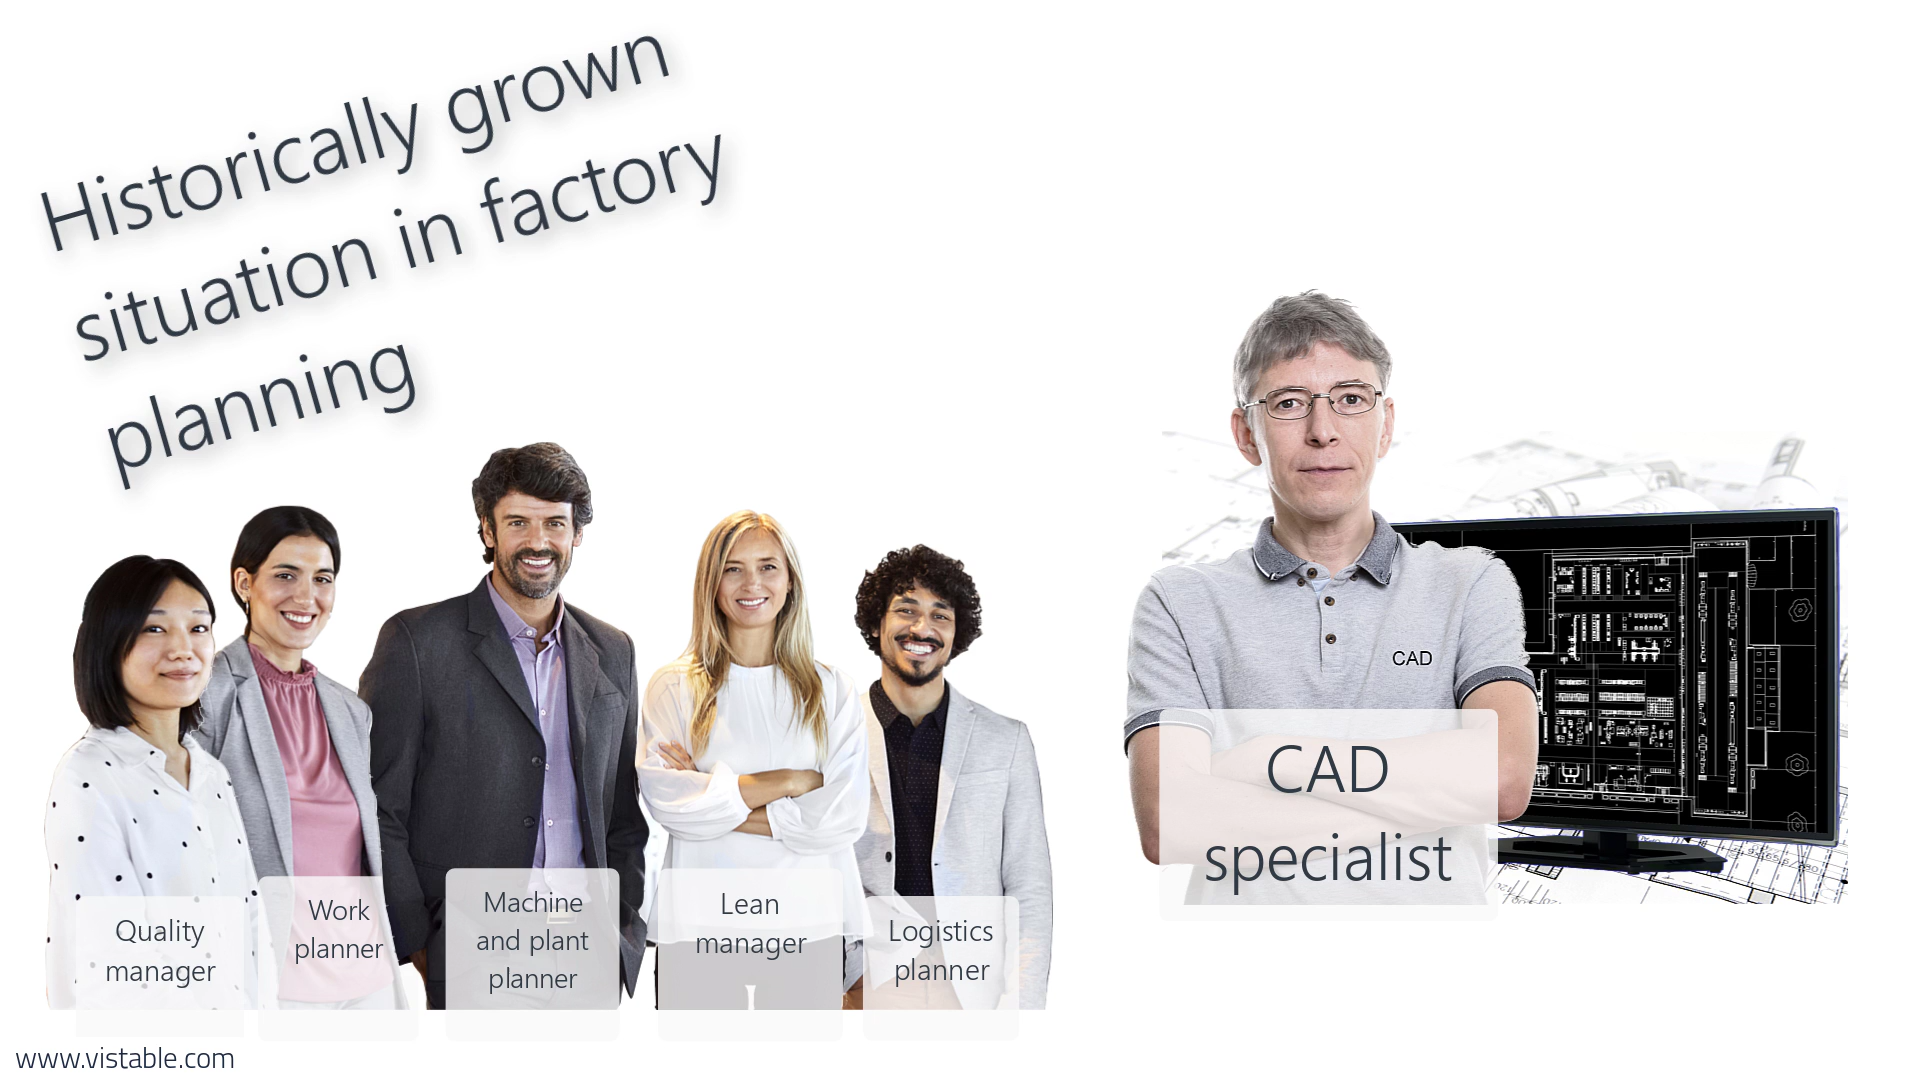 Historically grown
situation in factory
planning
CAD
CAD
specialist
Quality
manager
Work
planner
Machine
and plant
planner
Lean
manager
Logistics
planner
www.vistable.com